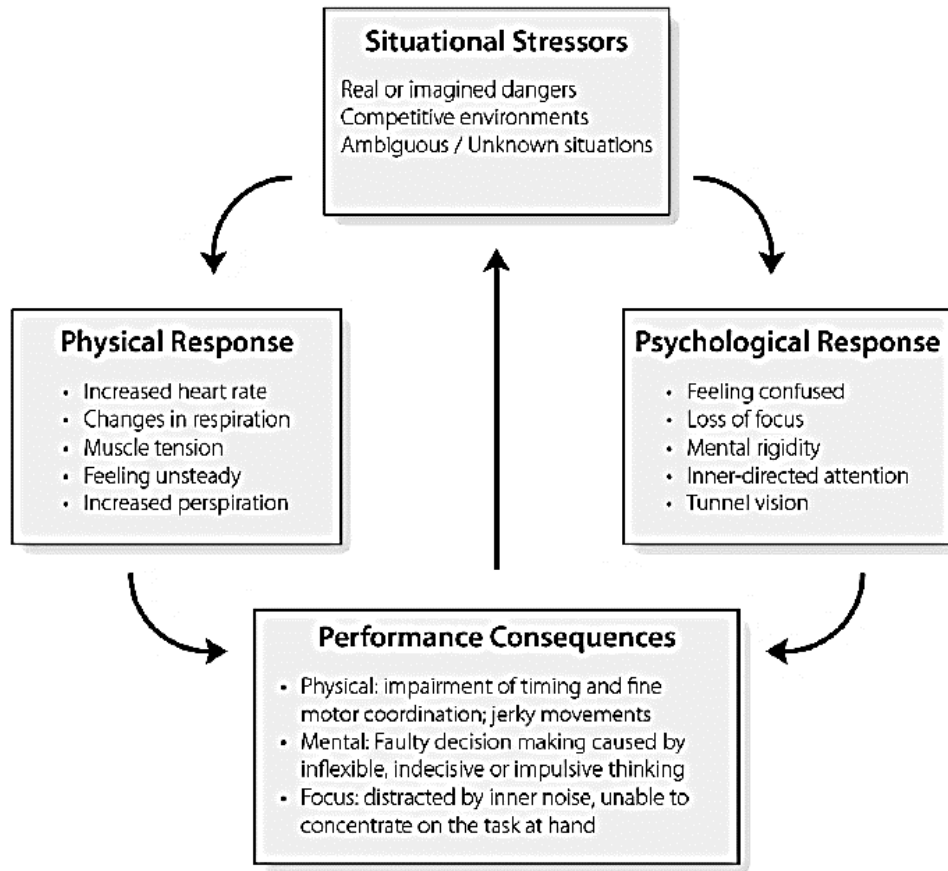 Situational Stressors
Real or imagined dangers
Competitive environments
Ambiguous / Unknown situations
Physical Response
• Increased heart rate
• Changes in respiration
• Muscle tension
• Feeling unsteady
• Increased perspiration
Psychological Response
• Feeling confused
• Loss of focus
• Mental rigidity
• Inner-directed attention
• Tunnel vision
Performance Consequences
• Physical: impairment of timing and fine
motor coordination; jerky movements
• Mental: Faulty decision making caused by
inflexible, indecisive or impulsive thinking
• Focus: distracted by inner noise, unable to
concentrate on the task at hand